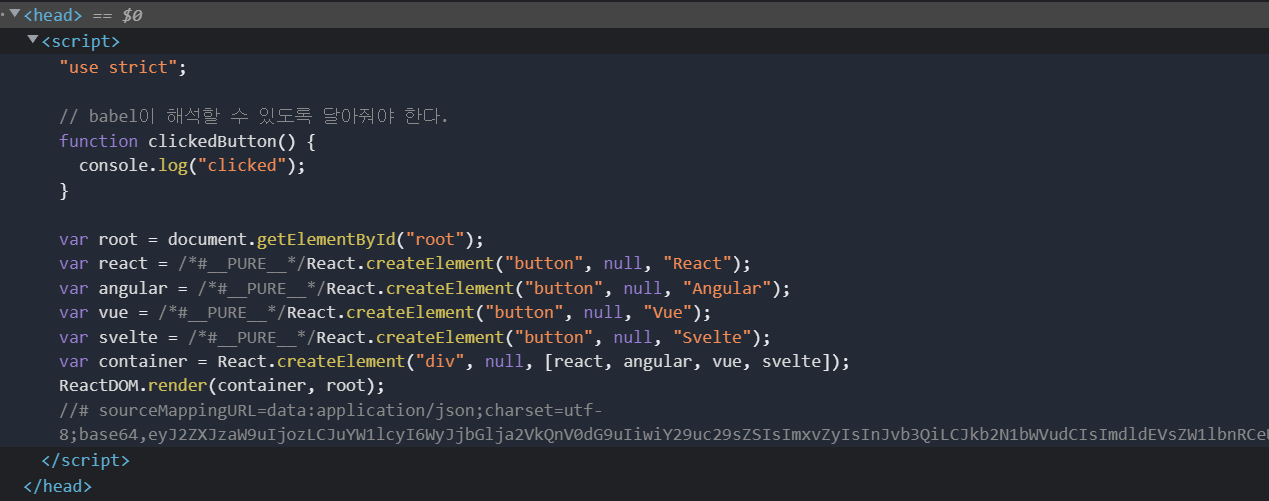 <head> == $0
<script>
"use strict";
// babel이 해석할 수 있도록 달아줘야 한다.
function clickedButton() {
console.log("clicked");
}
var root = document.getElementById("root");
var react = /*#__PURE__*/React.createElement("button", null, "React");
var angular = /*#__PURE__*/React.createElement("button", null, "Angular");
var vue = /*#__PURE__*/React.createElement("button", null, "Vue");
var svelte = /*#__PURE__*/React.createElement("button", null, "Svelte");
var container = React.createElement("div", null, [react, angular, vue, svelte]);
ReactDOM.render(container, root);
//# sourceMappingURL=data:application/json;charset=utf-
8;base64,eyJ2ZXJzaW9uIjozLCJuYW1lcyI6WyJjbGlja2VkQnV0dG9uIiwiY29uc29sZSIsImxvZyIsInJvb3QiLCJkb2N1bWVudCIsImdldEVsZW1lbnRCeU
</script>
</head>